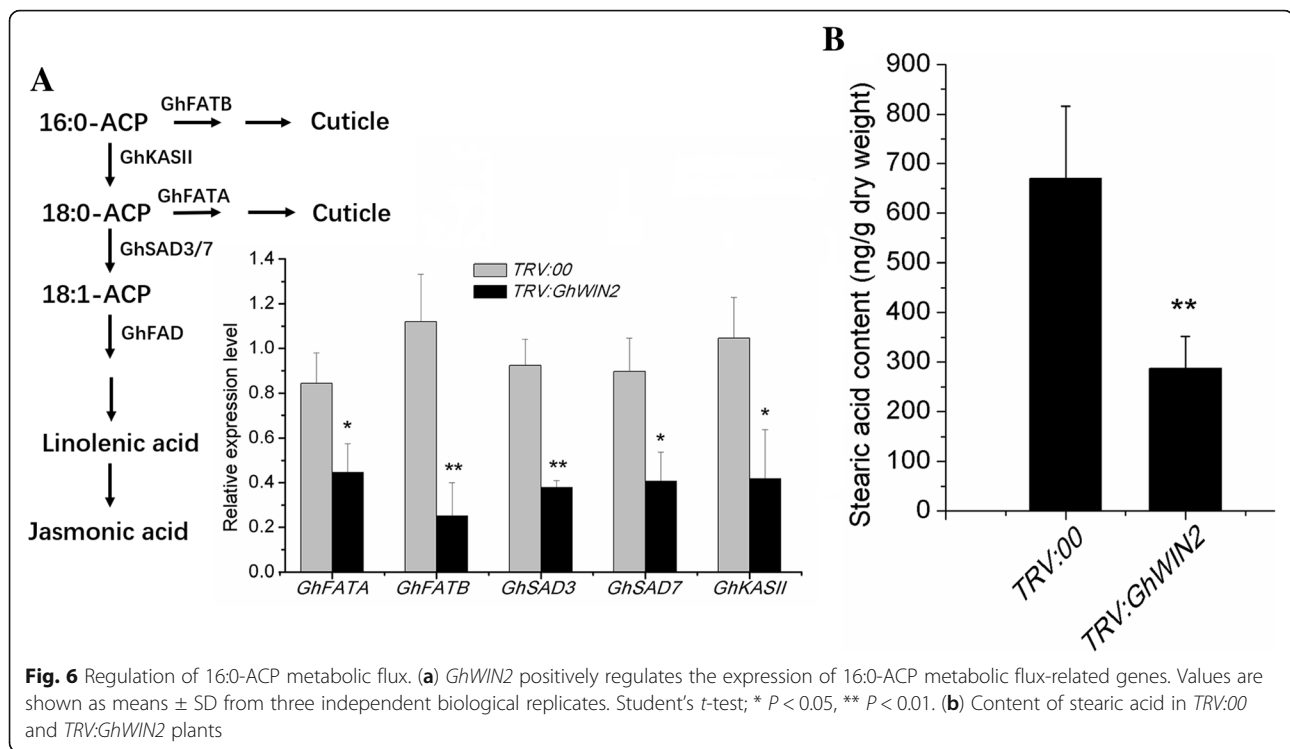 A
16:0-ACP GhFATB Cuticle
GhKASII
18:0-ACP GhFATA Cuticle
GhSAD3/7
18:1-ACP
GhFAD
Linolenic acid
Jasmonic acid
Relative expression level
1.4
1.2
1.0
0.8
0.6
0.4
0.2
0.0
TRV:00
TRV:GhWIN2
* ** ** * *
GhFATA GhFATB GhSAD3 GhSAD7 GhKASII
B
Stearic acid content (ng/g dry weight)
900
800
700
600
500
400
300
200
100
0
**
TRV:00
TRV:GhWIN2
Fig. 6 Regulation of 16:0-ACP metabolic flux. (a) GhWIN2 positively regulates the expression of 16:0-ACP metabolic flux-related genes. Values are
shown as means ± SD from three independent biological replicates. Student's t-test; * P < 0.05, ** P < 0.01. (b) Content of stearic acid in TRV:00
and TRV:GhWIN2 plants